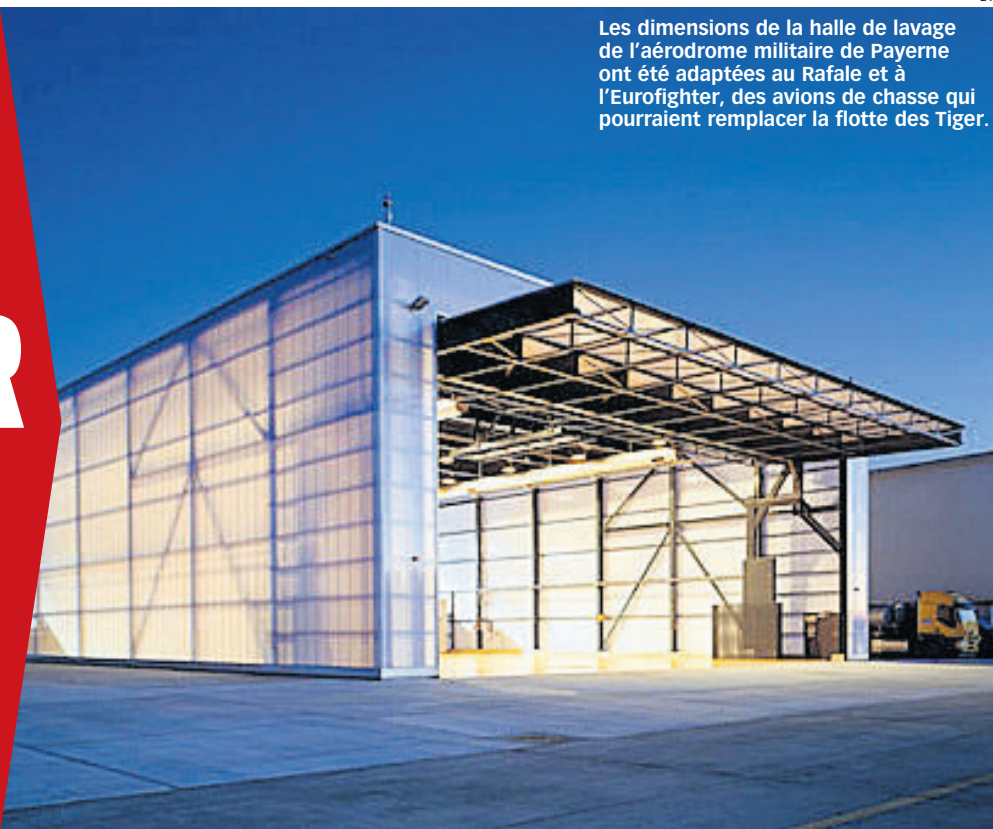 Les dimensions de la halle de lavage
de l'aérodrome militaire de Payerne
ont été adaptées au Rafale et à
l'Eurofighter, des avions de chasse qui
pourraient remplacer la flotte des Tiger.
R